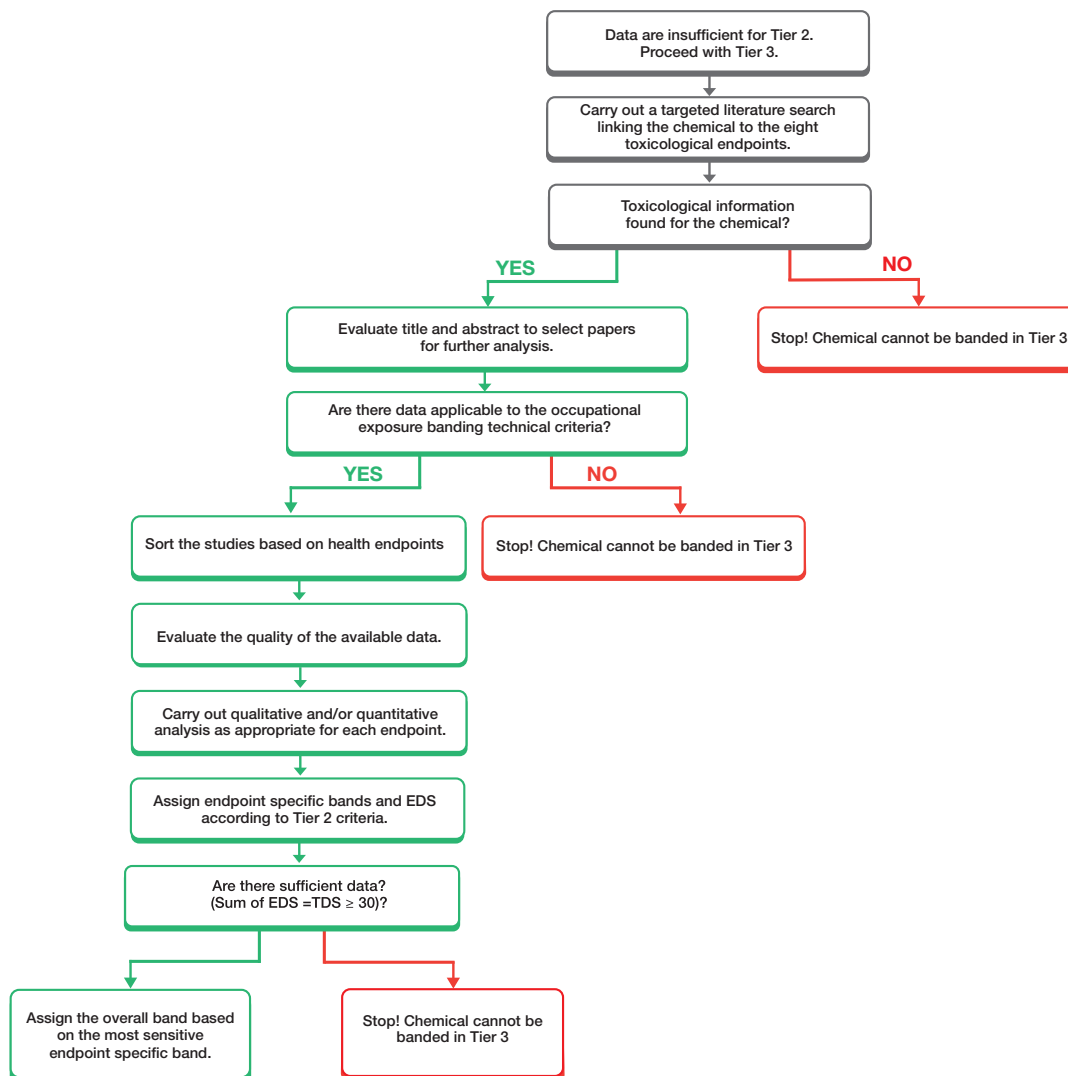 Data are insufficient for Tier 2.
Proceed with Tier 3.
Carry out a targeted literature search
linking the chemical to the eight
toxicological endpoints.
Toxicological information
found for the chemical?
YES
NO
Evaluate title and abstract to select papers
for further analysis.
Stop! Chemical cannot be banded in Tier 3
Are there data applicable to the occupational
exposure banding technical criteria?
YES
NO
Sort the studies based on health endpoints
Stop! Chemical cannot be banded in Tier 3
Evaluate the quality of the available data.
Carry out qualitative and/or quantitative
analysis as appropriate for each endpoint.
Assign endpoint specific bands and EDS
according to Tier 2 criteria.
Are there sufficient data?
(Sum of EDS =TDS ≥ 30)?
Assign the overall band based
on the most sensitive
endpoint specific band.
Stop! Chemical cannot be
banded in Tier 3